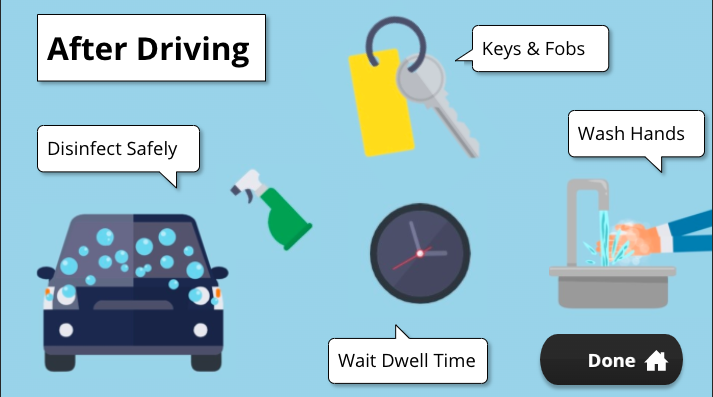 After Driving
Keys & Fobs
Disinfect Safely
Wash Hands
Wait Dwell Time
Done